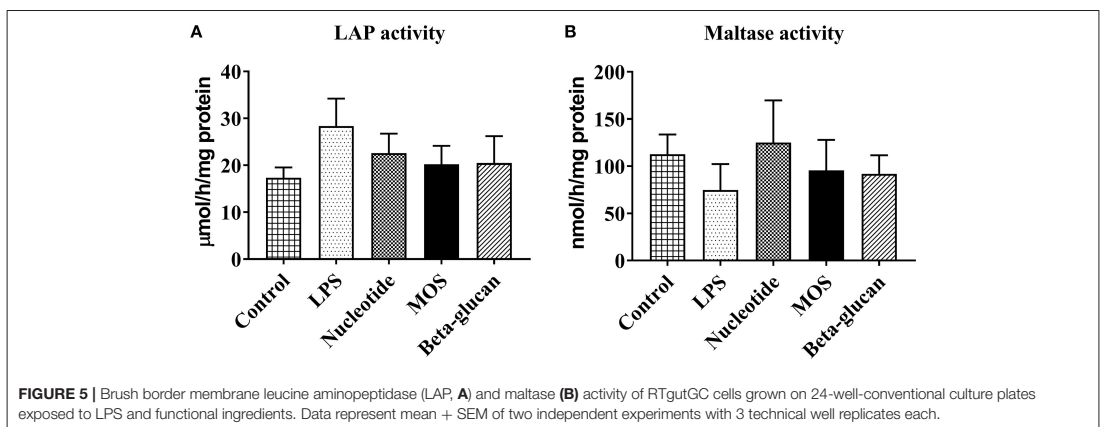 A
LAP activity
μmol/h/mg protein
40
30
20
10
0
Control
LPS
Nucleotide
MOS
Beta-glucan
B
Maltase activity
nmol/h/mg protein
200
150
100
50
0
Control
LPS
Nucleotide
MOS
Beta-glucan
FIGURE 5 | Brush border membrane leucine aminopeptidase (LAP, A) and maltase (B) activity of RTgutGC cells grown on 24-well-conventional culture plates
exposed to LPS and functional ingredients. Data represent mean + SEM of two independent experiments with 3 technical well replicates each.